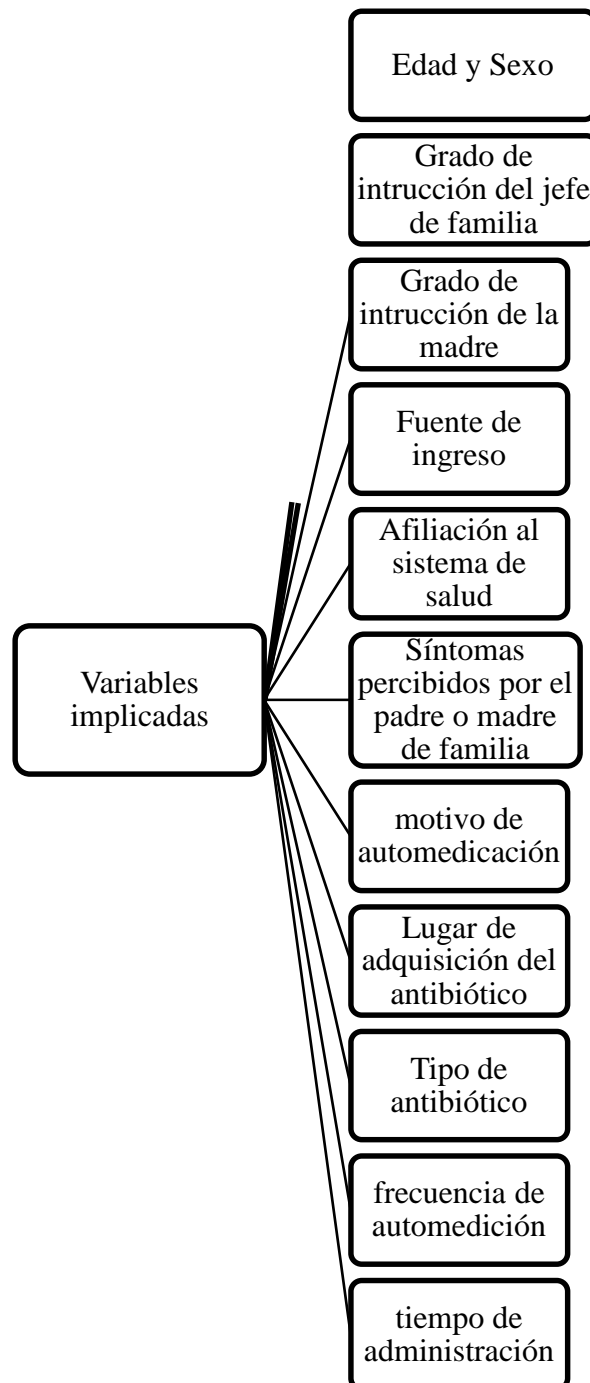 Edad y Sexo
Grado de
intrucción del jefe
de familia
Grado de
intrucción de la
madre
Fuente de
ingreso
Afiliación al
sistema de
salud
Variables
implicadas
Síntomas
percibidos por el
padre o madre
de familia
motivo de
automedicación
Lugar de
adquisición del
antibiótico
Tipo de
antibiótico
frecuencia de
automedición
tiempo de
administración